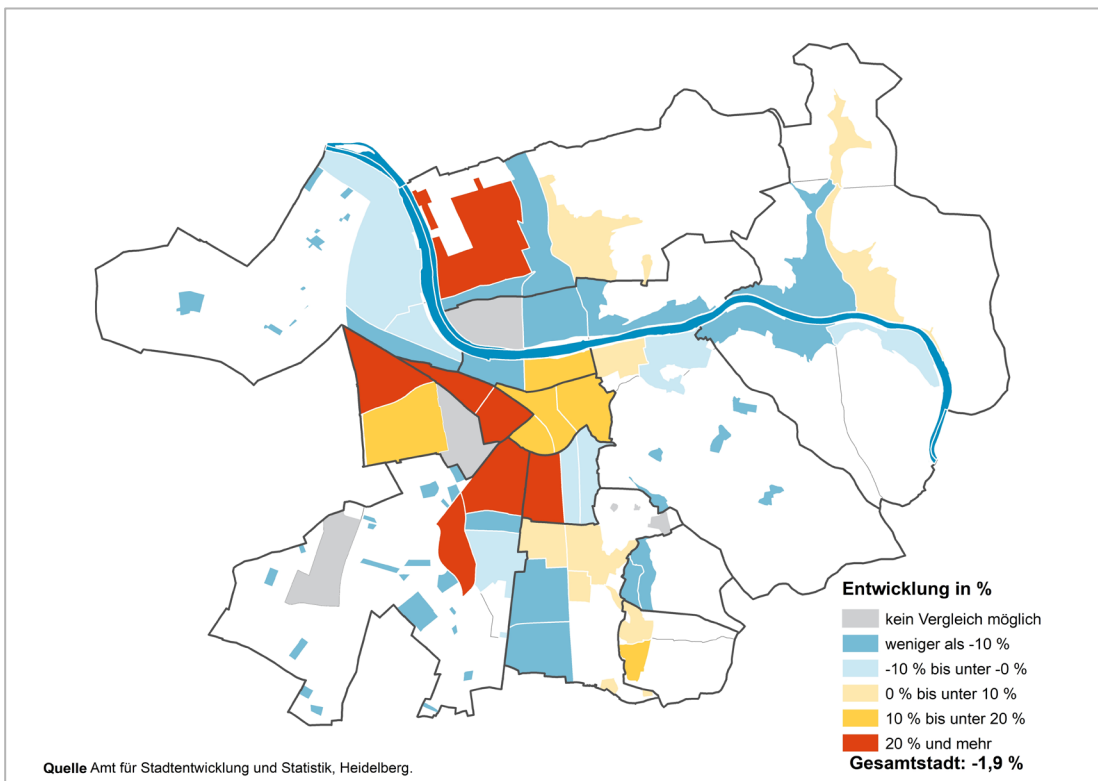 Entwicklung in %
kein Vergleich möglich
weniger als -10 %
-10 % bis unter -0 %
0 % bis unter 10 %
10 % bis unter 20 %
20 % und mehr
Gesamtstadt: -1,9 %
Quelle Amt für Stadtentwicklung und Statistik, Heidelberg.